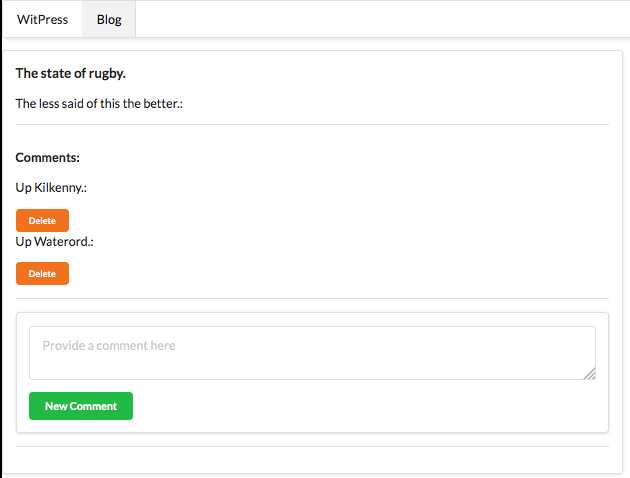 WitPress Blog
The state of rugby.
The less said of this the better.:
Comments:
Up Kilkenny.:
Delete
Up Waterord.:
Delete
Provide a comment here
New Comment